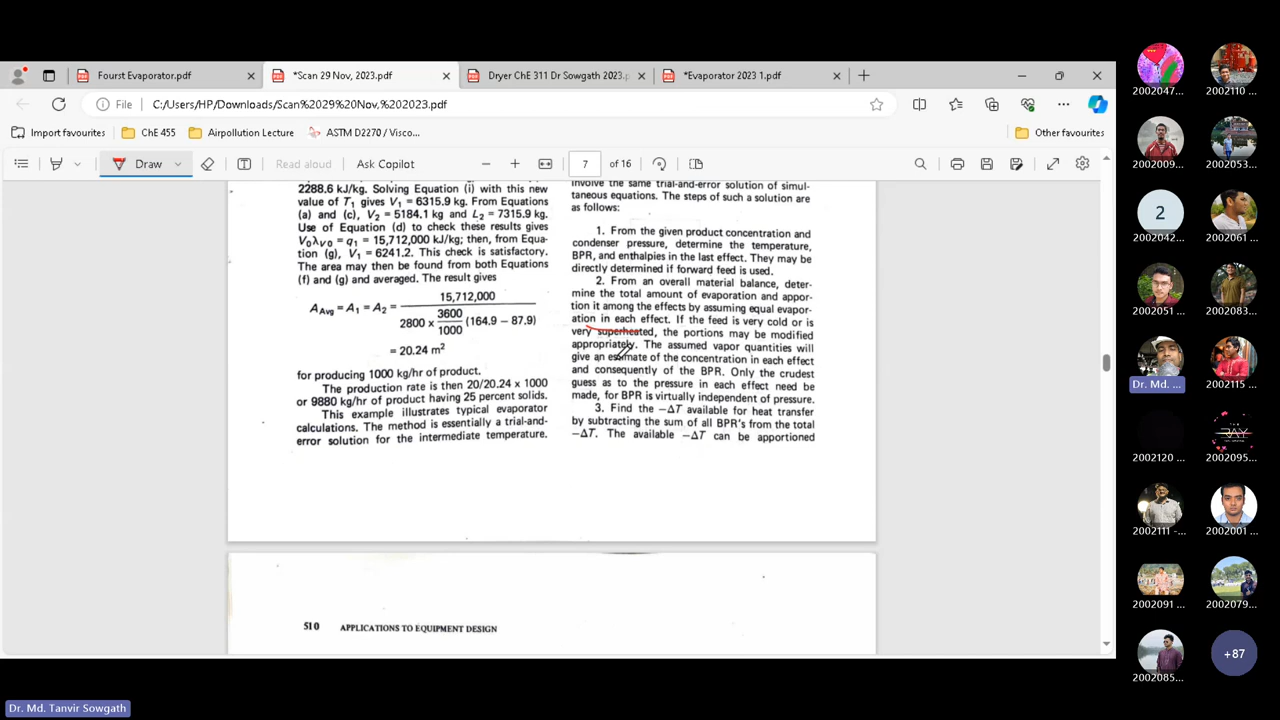 Fourst Evaporator.pdf
*Scan 29 Nov, 2023.pdf
Dryer ChE 311 Dr Sowgath 2023.p
*Evaporator 2023 1.pdf
File
C:/Users/HP/Downloads/Scan%2029%20Nov,%202023.pdf
Import favourites
ChE 455
Airpollution Lecture
ASTM D2270 / Visco...
Other favourites
Draw
Read aloud
Ask Copilot
7
of 16
2288.6 kJ/kg. Solving Equation (i) with this new
value of T1 gives V1 = 6315.9 kg. From Equations
(a) and (c), V2 = 5184.1 kg and L2 = 7315.9 kg.
Use of Equation (d) to check these results gives
V0λV0 = q1 = 15,712,000 kJ/kg; then, from Equa-
tion (g), V1 = 6241.2. This check is satisfactory.
The area may then be found from both Equations
(f) and (g) and averaged. The result gives
AAvg = A1 = A2 = 15,712,000 / 2800 × 3600/1000 (164.9 − 87.9)
= 20.24 m²
for producing 1000 kg/hr of product.
The production rate is then 20/20.24 x 1000
or 9880 kg/hr of product having 25 percent solids.
This example illustrates typical evaporator
calculations. The method is essentially a trial-and-
error solution for the intermediate temperature.
involve the same trial-and-error solution of simul-
taneous equations. The steps of such a solution are
as follows:
1. From the given product concentration and
condenser pressure, determine the temperature,
BPR, and enthalpies in the last effect. They may be
directly determined if forward feed is used.
2. From an overall material balance, deter-
mine the total amount of evaporation and appor-
tion it among the effects by assuming equal evapor-
ation in each effect. If the feed is very cold or is
very superheated, the portions may be modified
appropriately. The assumed vapor quantities will
give an estimate of the concentration in each effect
and consequently of the BPR. Only the crudest
guess as to the pressure in each effect need be
made, for BPR is virtually independent of pressure.
3. Find the −ΔT available for heat transfer
by subtracting the sum of all BPR's from the total
−ΔT. The available −ΔT can be apportioned
510 APPLICATIONS TO EQUIPMENT DESIGN
2002047...
2002110 ...
2002009...
2002053...
2
2002042...
2002061...
2002051 ...
2002083...
Dr. Md. ...
2002115 ...
2002120 ...
RAY
2002095...
2002111 -...
2002001 ...
2002091 ...
2002079...
2002085...
+87
Dr. Md. Tanvir Sowgath